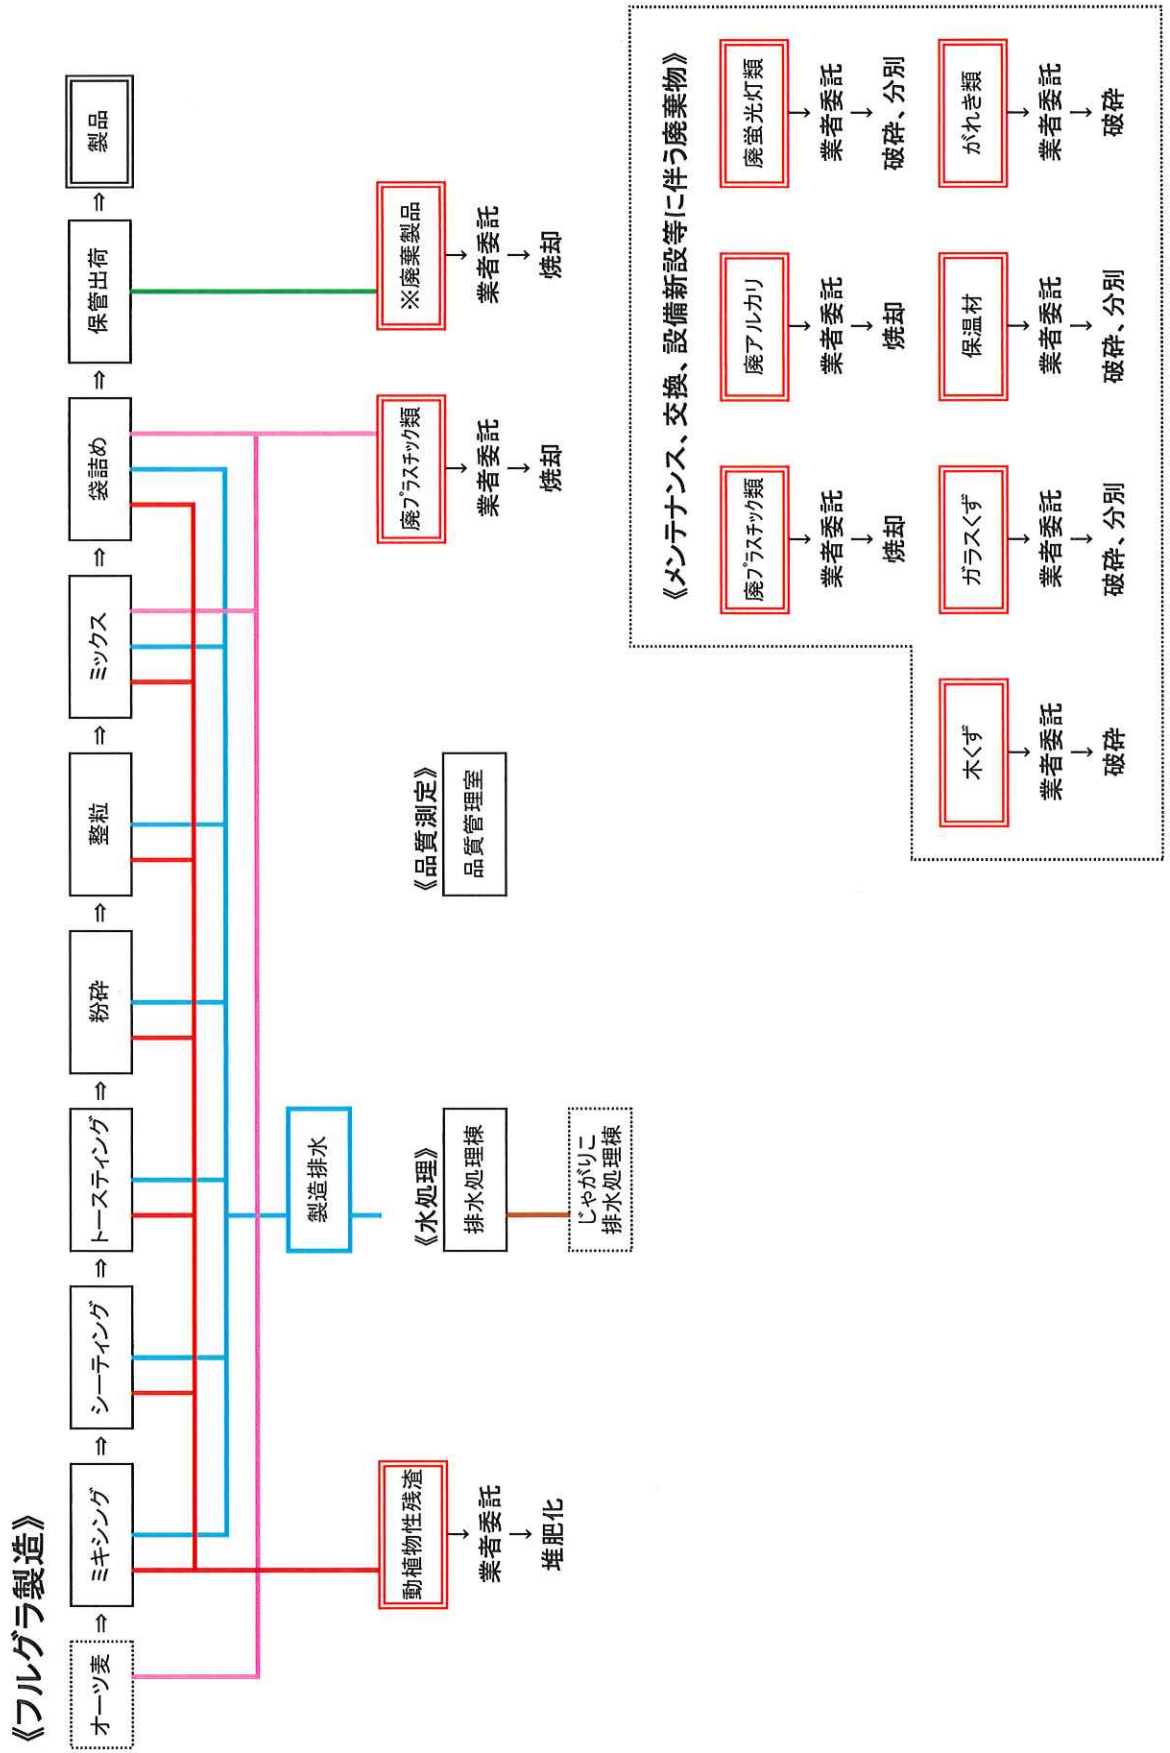 《フルグラ製造》
オーツ麦
⇒
ミキシング
⇒
シーティング
⇒
トースティング
⇒
粉砕
⇒
整粒
⇒
ミックス
⇒
袋詰め
⇒
保管出荷
⇒
製品
動植物性残渣
→
業者委託
→
堆肥化
製造排水
《水処理》
排水処理棟
じゃがりこ
排水処理棟
《品質測定》
品質管理室
廃プラスチック類
→
業者委託
→
焼却
※廃棄製品
→
業者委託
→
焼却
《メンテナンス、交換、設備新設等に伴う廃棄物》
廃プラスチック類
→
業者委託
→
焼却
廃アルカリ
→
業者委託
→
焼却
廃蛍光灯類
→
業者委託
→
破砕、分別
木くず
→
業者委託
→
破砕
ガラスくず
→
業者委託
→
破砕、分別
保温材
→
業者委託
→
破砕、分別
がれき類
→
業者委託
→
破砕